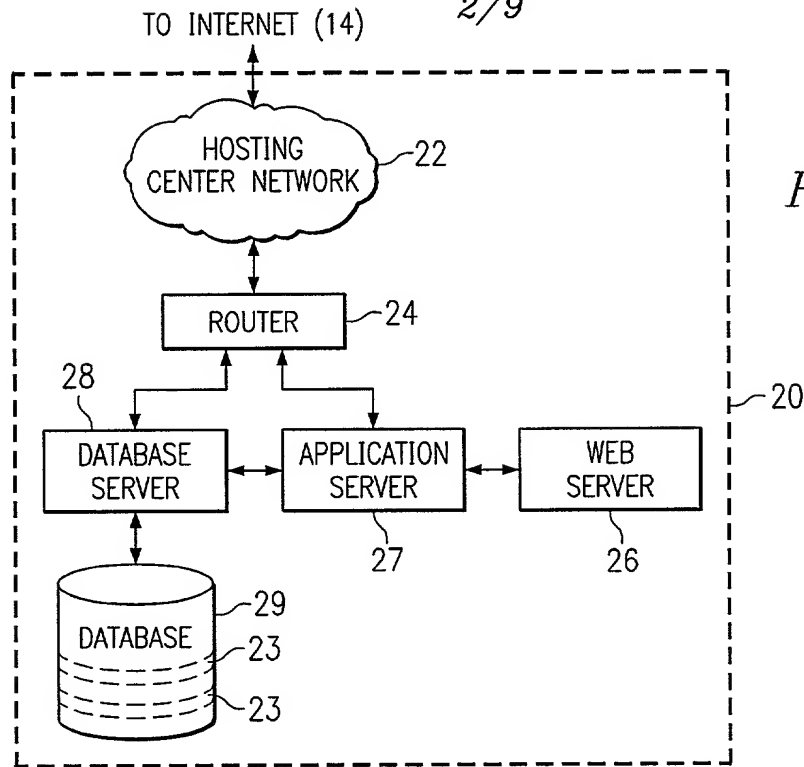 2/9
TO INTERNET (14)
HOSTING
CENTER NETWORK
22
ROUTER
24
28
DATABASE
SERVER
APPLICATION
SERVER
WEB
SERVER
20
27
26
29
DATABASE
23
23